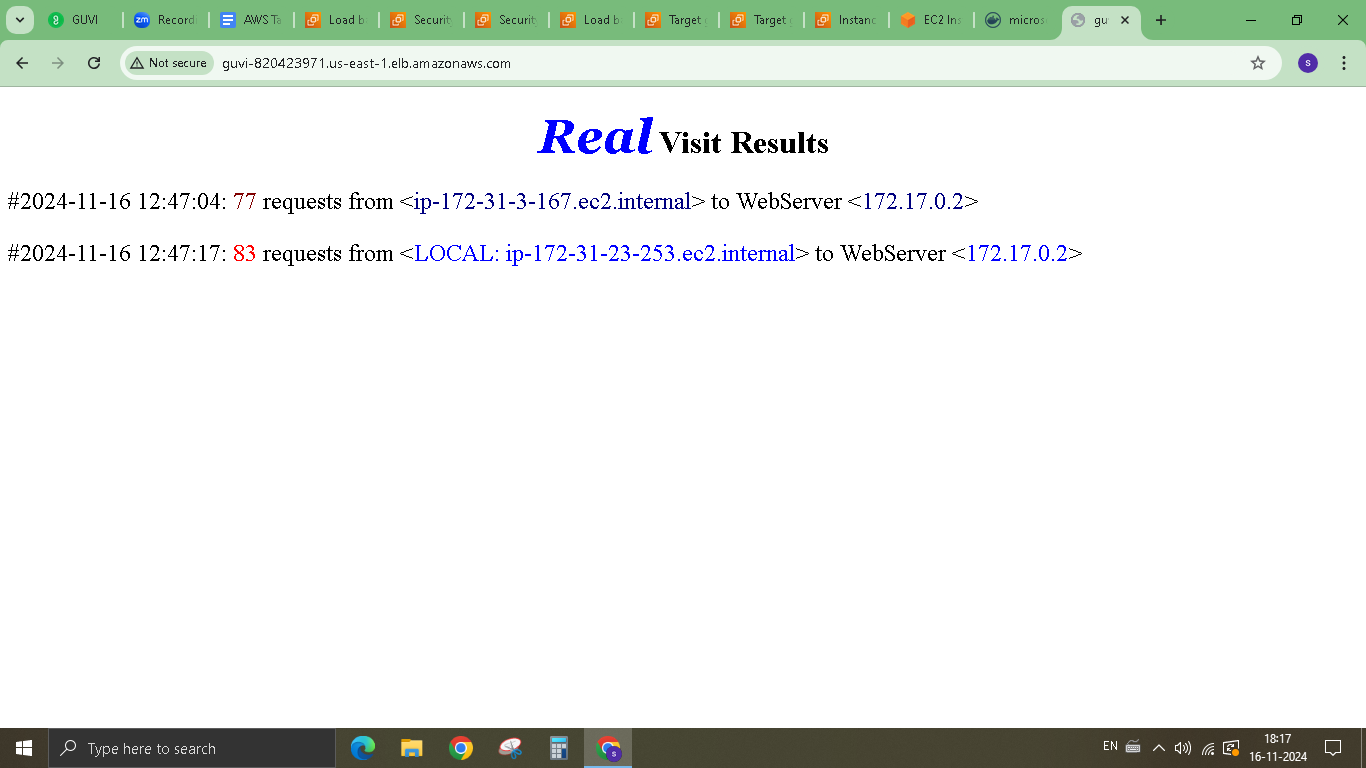 GUVI
Record
AWS Ta
Load b
Securit
Securit
Load b
Target g
Target g
Instanc
EC2 Ins
micros
gu
Not secure
guvi-820423971.us-east-1.elb.amazonaws.com
s
Real Visit Results
#2024-11-16 12:47:04: 77 requests from <ip-172-31-3-167.ec2.internal> to WebServer <172.17.0.2>
#2024-11-16 12:47:17: 83 requests from <LOCAL: ip-172-31-23-253.ec2.internal> to WebServer <172.17.0.2>
Type here to search
EN
18:17
16-11-2024